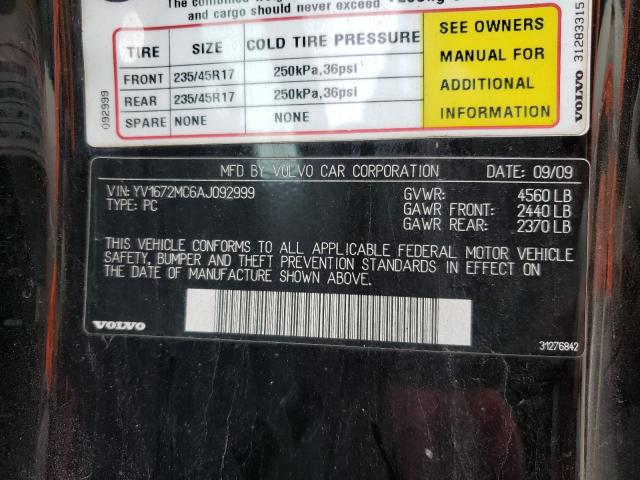 The combined
and cargo should never exceed
TIRE SIZE COLD TIRE PRESSURE
FRONT 235/45R17 250kPa,36psi
REAR 235/45R17 250kPa,36psi
SPARE NONE NONE
SEE OWNERS
MANUAL FOR
ADDITIONAL
INFORMATION
092999
VOLVO 31283315
MFD BY VOLVO CAR CORPORATION DATE: 09/09
VIN: YV1672MC6AJ092999
TYPE: PC
GVWR: 4560 LB
GAWR FRONT: 2440 LB
GAWR REAR: 2370 LB
THIS VEHICLE CONFORMS TO ALL APPLICABLE FEDERAL MOTOR VEHICLE
SAFETY, BUMPER AND THEFT PREVENTION STANDARDS IN EFFECT ON
THE DATE OF MANUFACTURE SHOWN ABOVE.
VOLVO
31276842